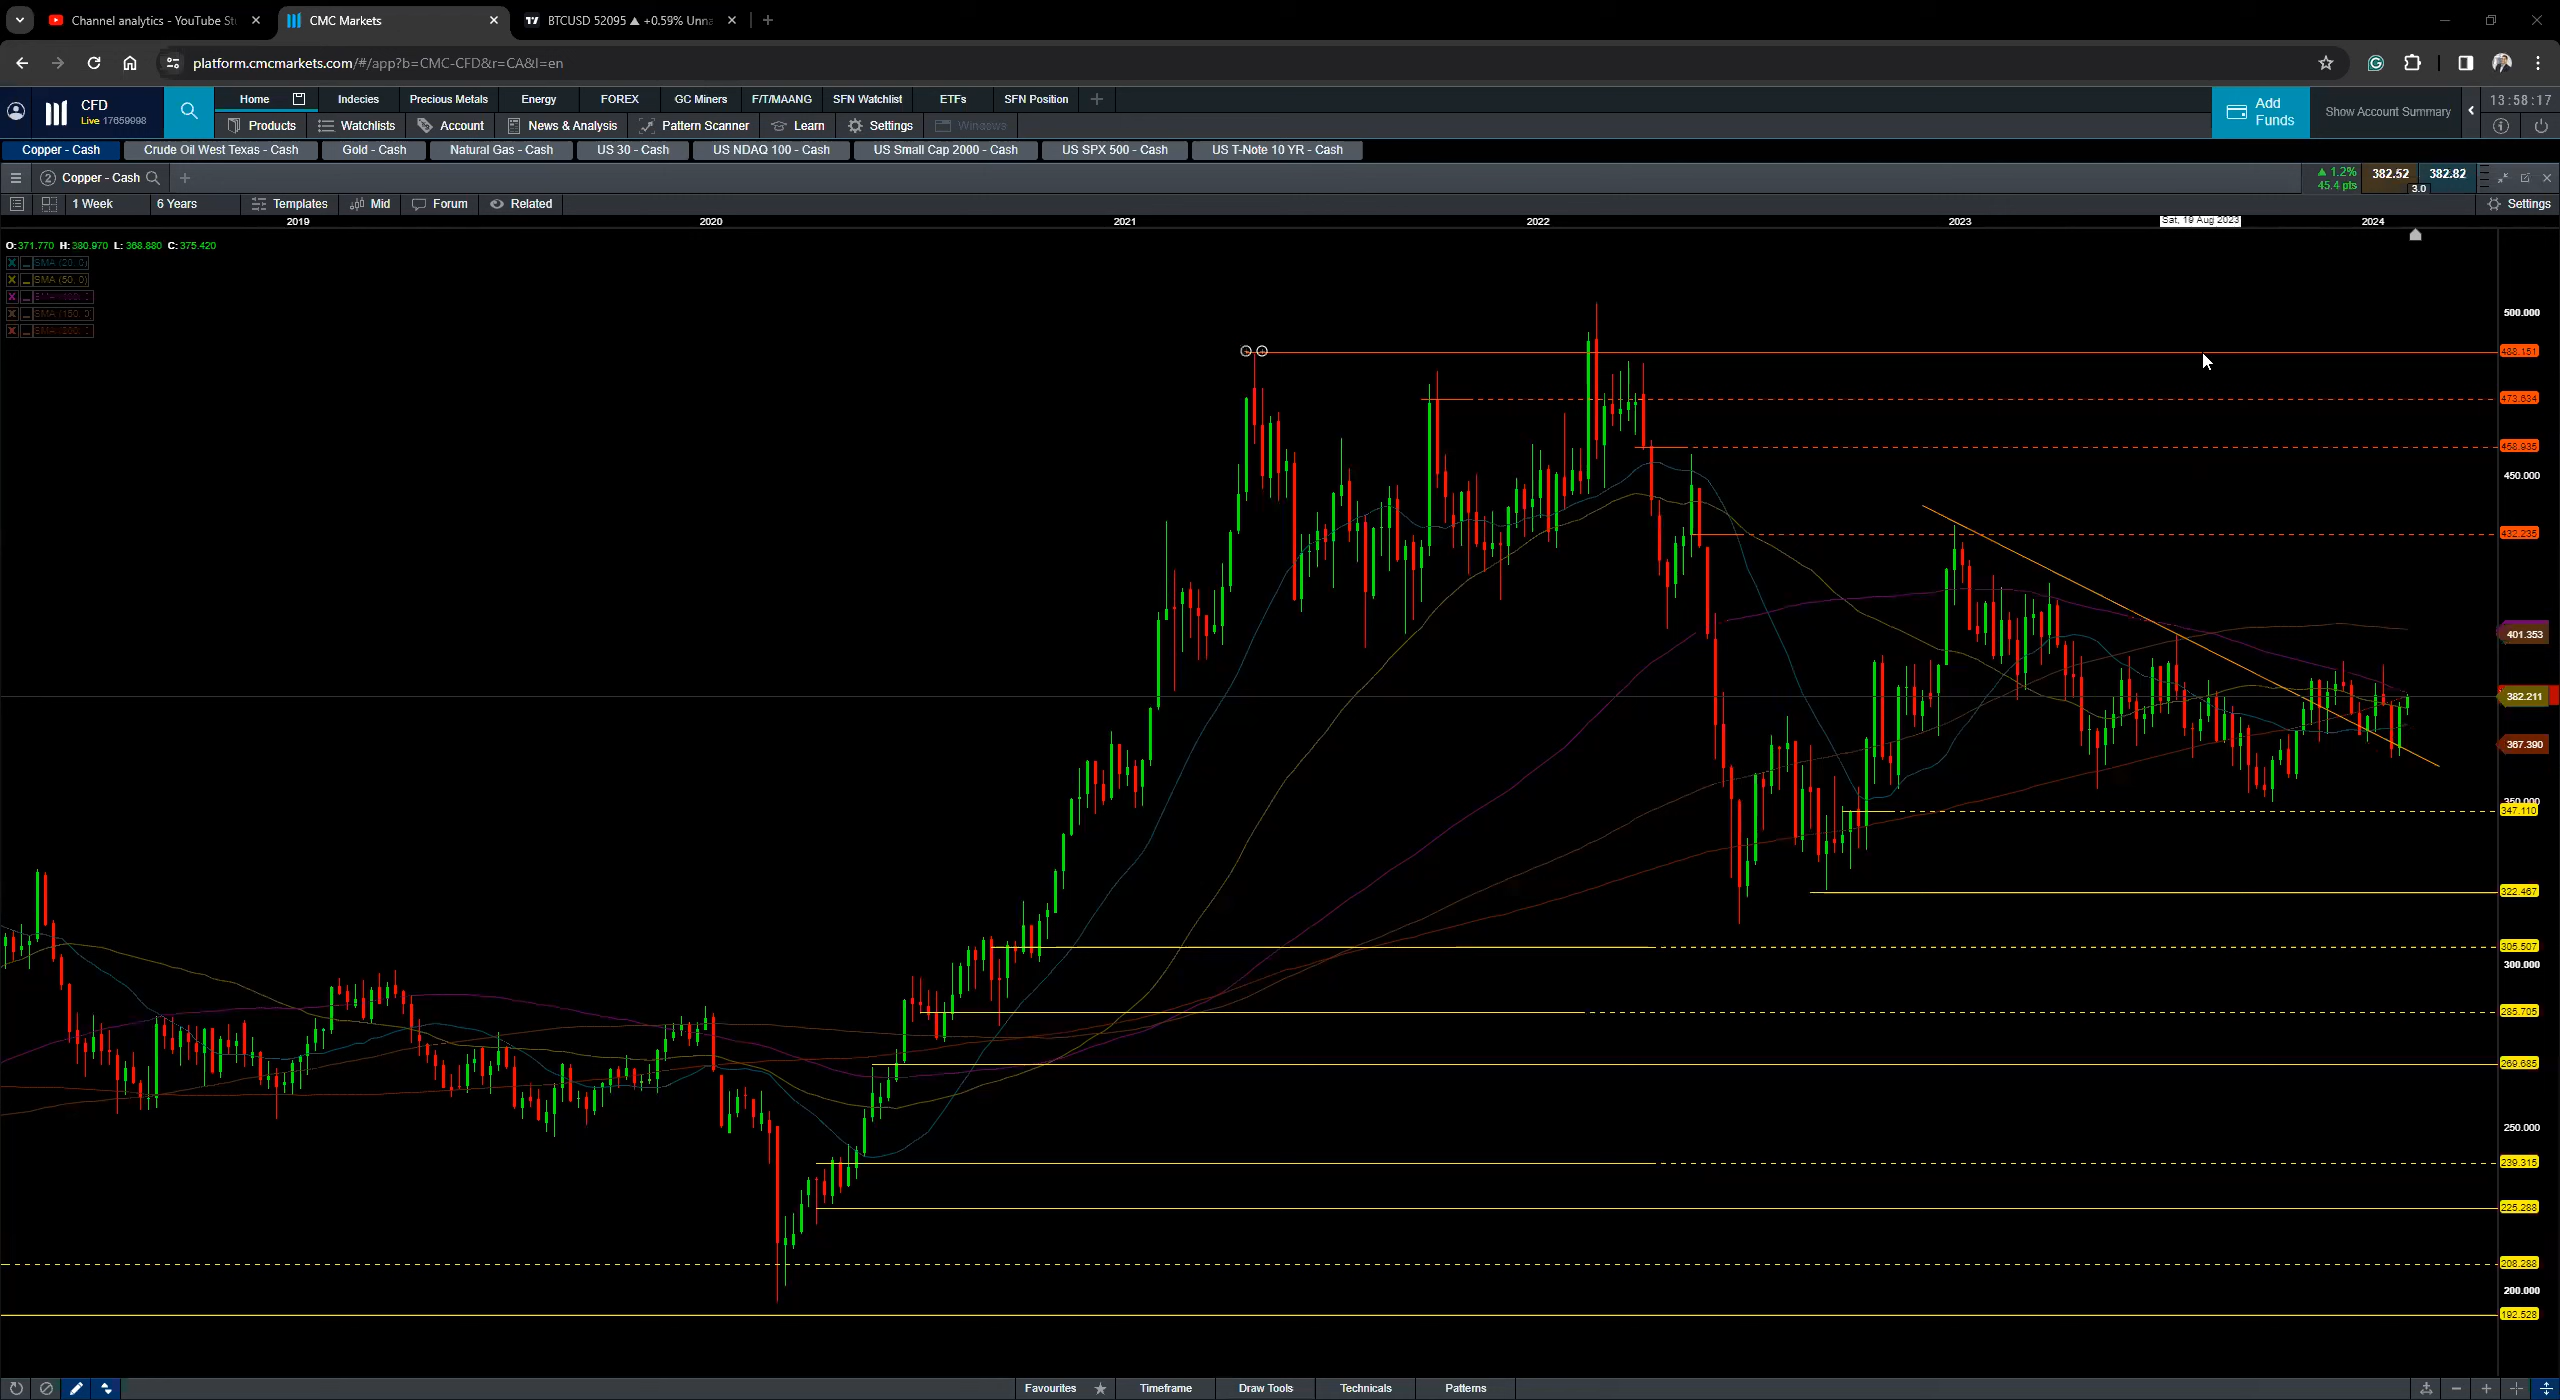 Channel analytics - YouTube St
CMC Markets
BTCUSD 52095 ▲ +0.59% Unna
platform.cmcmarkets.com/#/app?b=CMC-CFD&r=CA&l=en
CFD
Live 17659998
Home
Indecies
Precious Metals
Energy
FOREX
GC Miners
F/T/MAANG
SFN Watchlist
ETFs
SFN Position
Add Funds
Show Account Summary
13:58:17
Products
Watchlists
Account
News & Analysis
Pattern Scanner
Learn
Settings
Windows
Copper - Cash
Crude Oil West Texas - Cash
Gold - Cash
Natural Gas - Cash
US 30 - Cash
US NDAQ 100 - Cash
US Small Cap 2000 - Cash
US SPX 500 - Cash
US T-Note 10 YR - Cash
2 Copper - Cash
▲ 1.2%
45.4 pts
382.52
382.82
3.0
1 Week
6 Years
Templates
Mid
Forum
Related
Settings
2019
2020
2021
2022
2023
Sat, 19 Aug 2023
2024
O:371.770 H:380.970 L:368.880 C:375.420
SMA (20, 0)
SMA (50, 0)
SMA (150, 0)
500.000
488.151
473.634
458.935
450.000
432.235
401.353
382.211
367.390
350.000
347.110
322.467
305.507
300.000
285.705
269.685
250.000
239.315
225.288
208.288
200.000
192.528
Favourites
Timeframe
Draw Tools
Technicals
Patterns